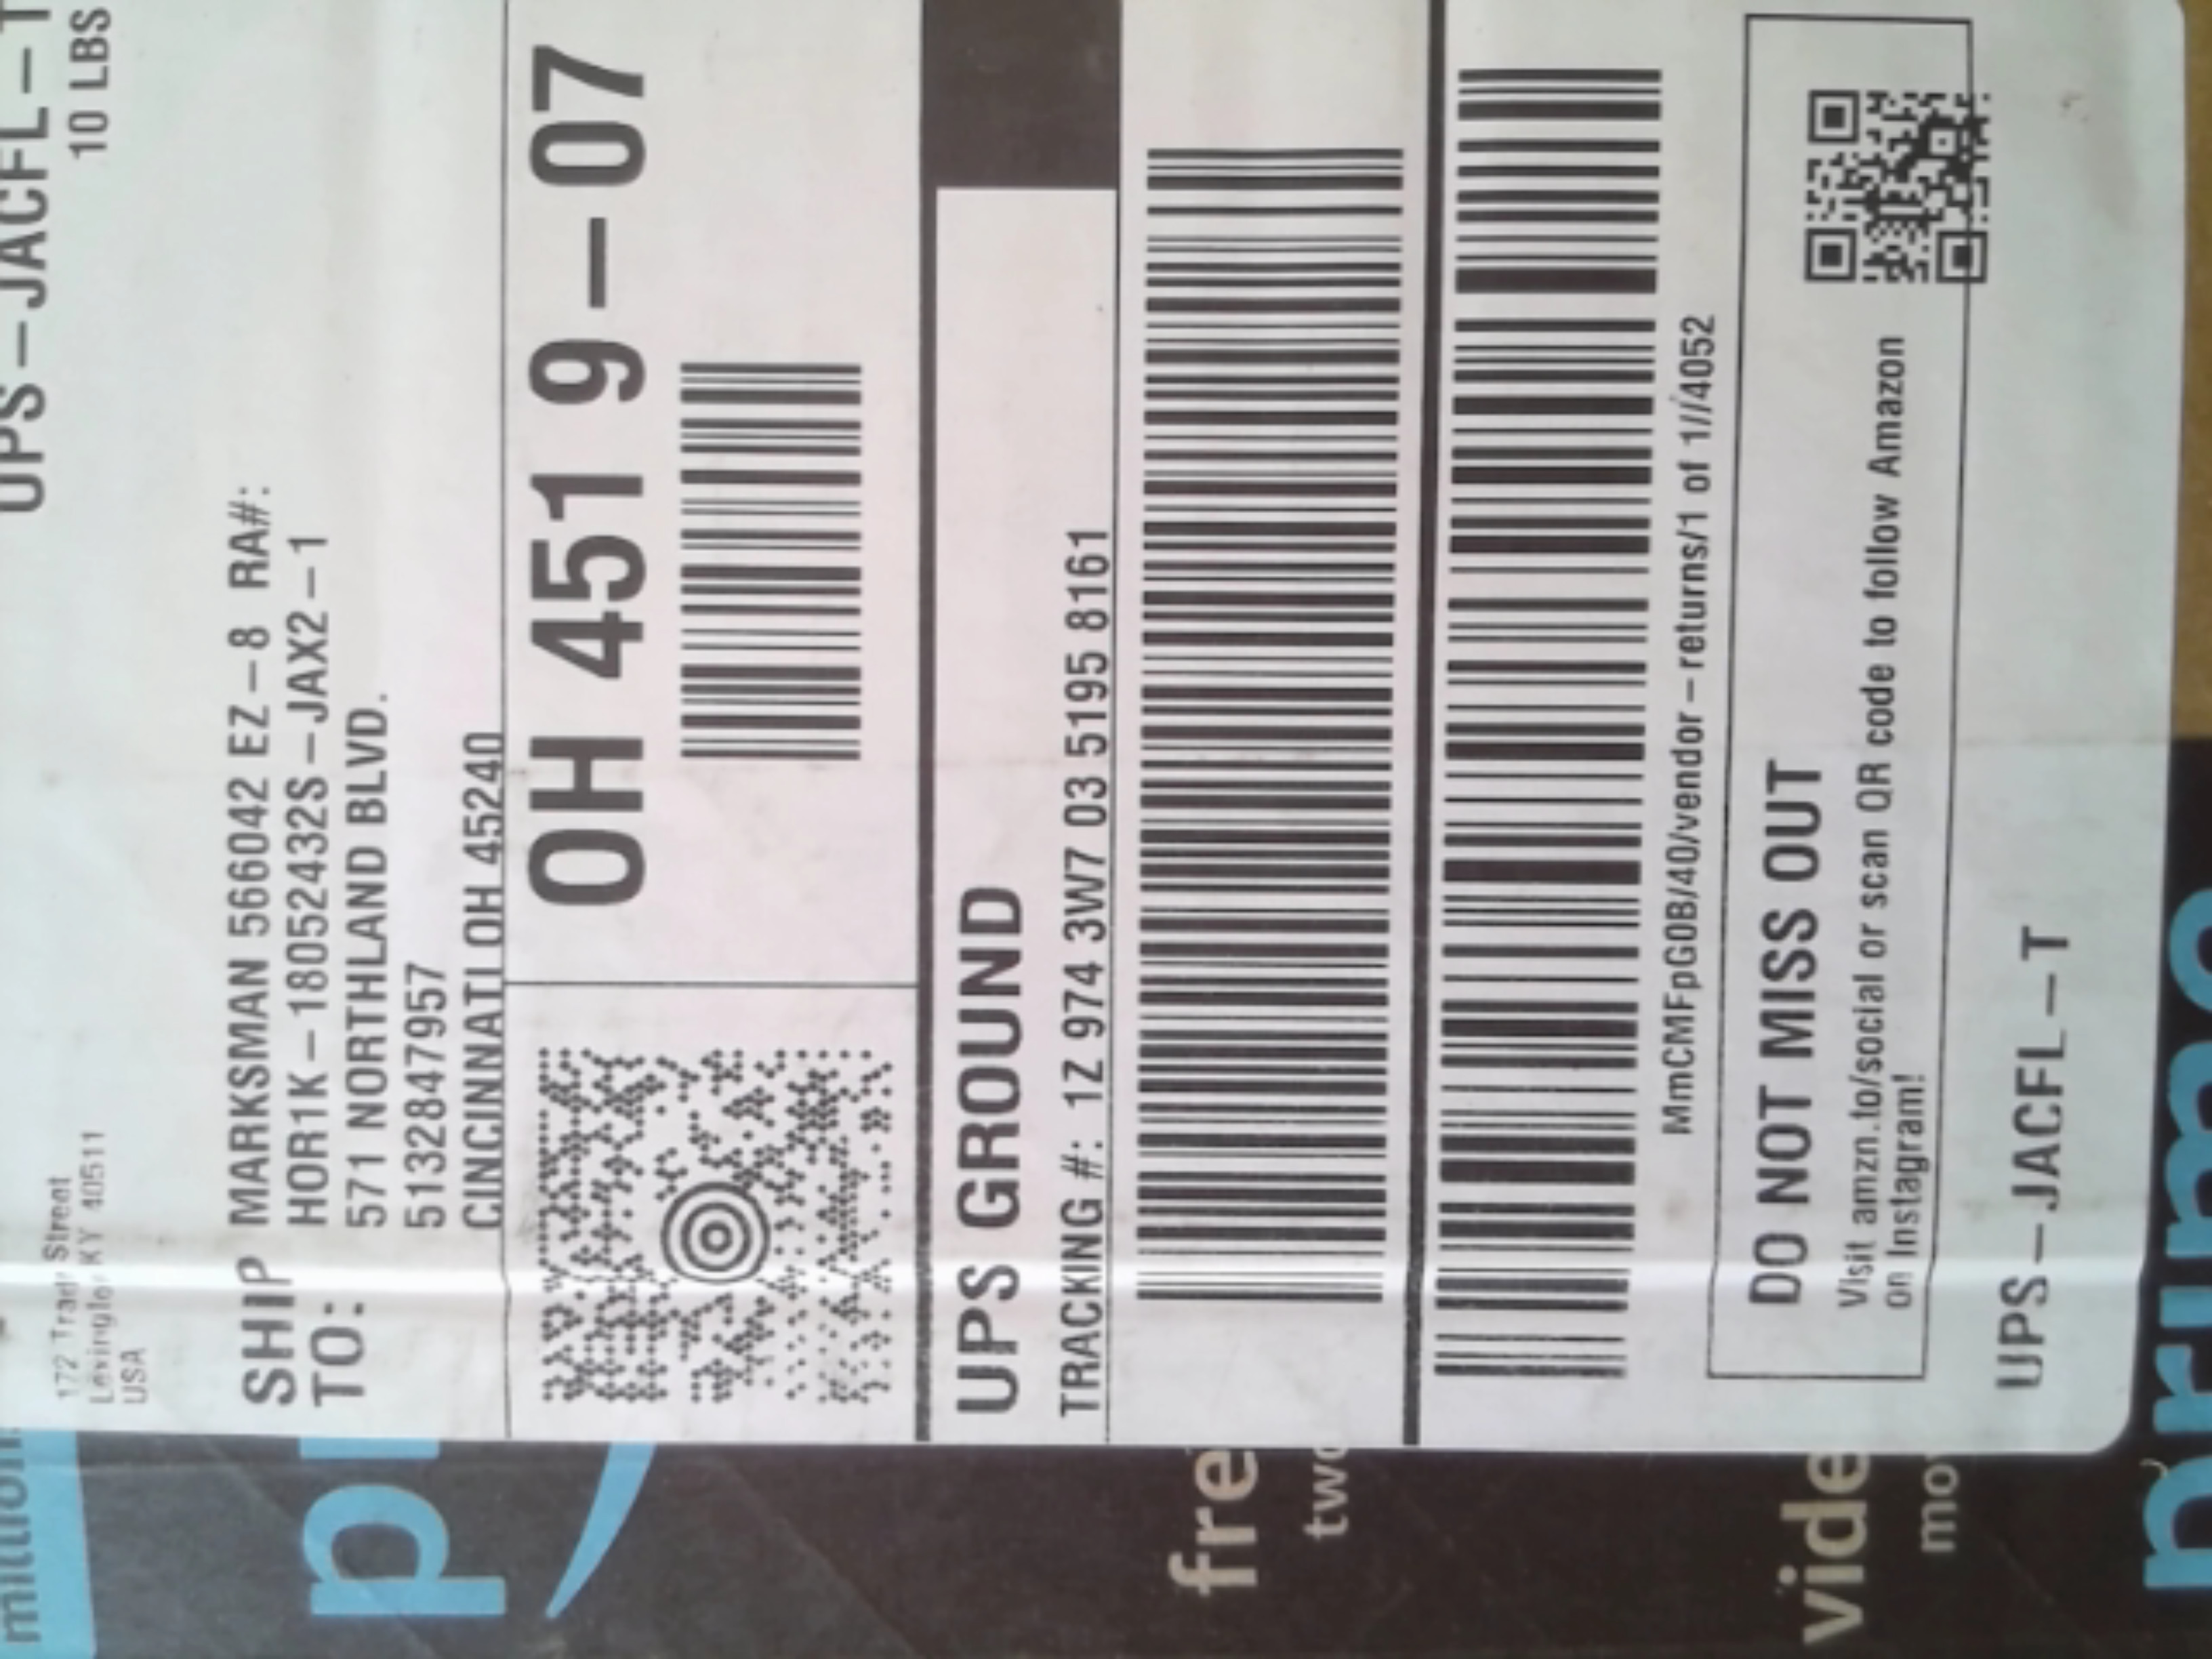 UPS-JACFL-T
10 LBS
172 Trade Street
Lexington KY 40511
USA
SHIP TO:
MARKSMAN 566042 EZ-8 RA#:
HOR1K-18052432S-JAX2-1
571 NORTHLAND BLVD.
5132847957
CINCINNATI OH 45240
OH 451 9-07
UPS GROUND
TRACKING #: 1Z 974 3W7 03 5195 8161
MmCMFpG0B/40/vendor-returns/1 of 1//4052
DO NOT MISS OUT
Visit amzn.to/social or scan QR code to follow Amazon
on Instagram!
UPS-JACFL-T
prime